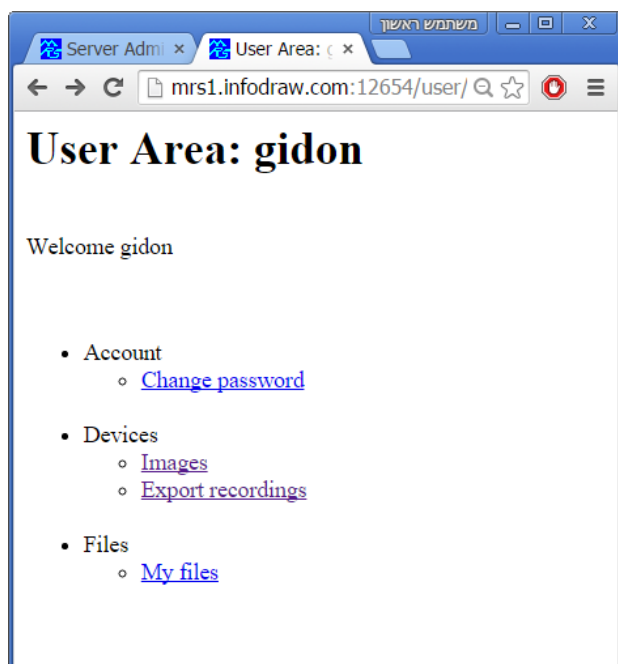 משתמש ראשון
Server Admi
User Area: g
mrs1.infodraw.com:12654/user/
User Area: gidon
Welcome gidon
Account
Change password
Devices
Images
Export recordings
Files
My files